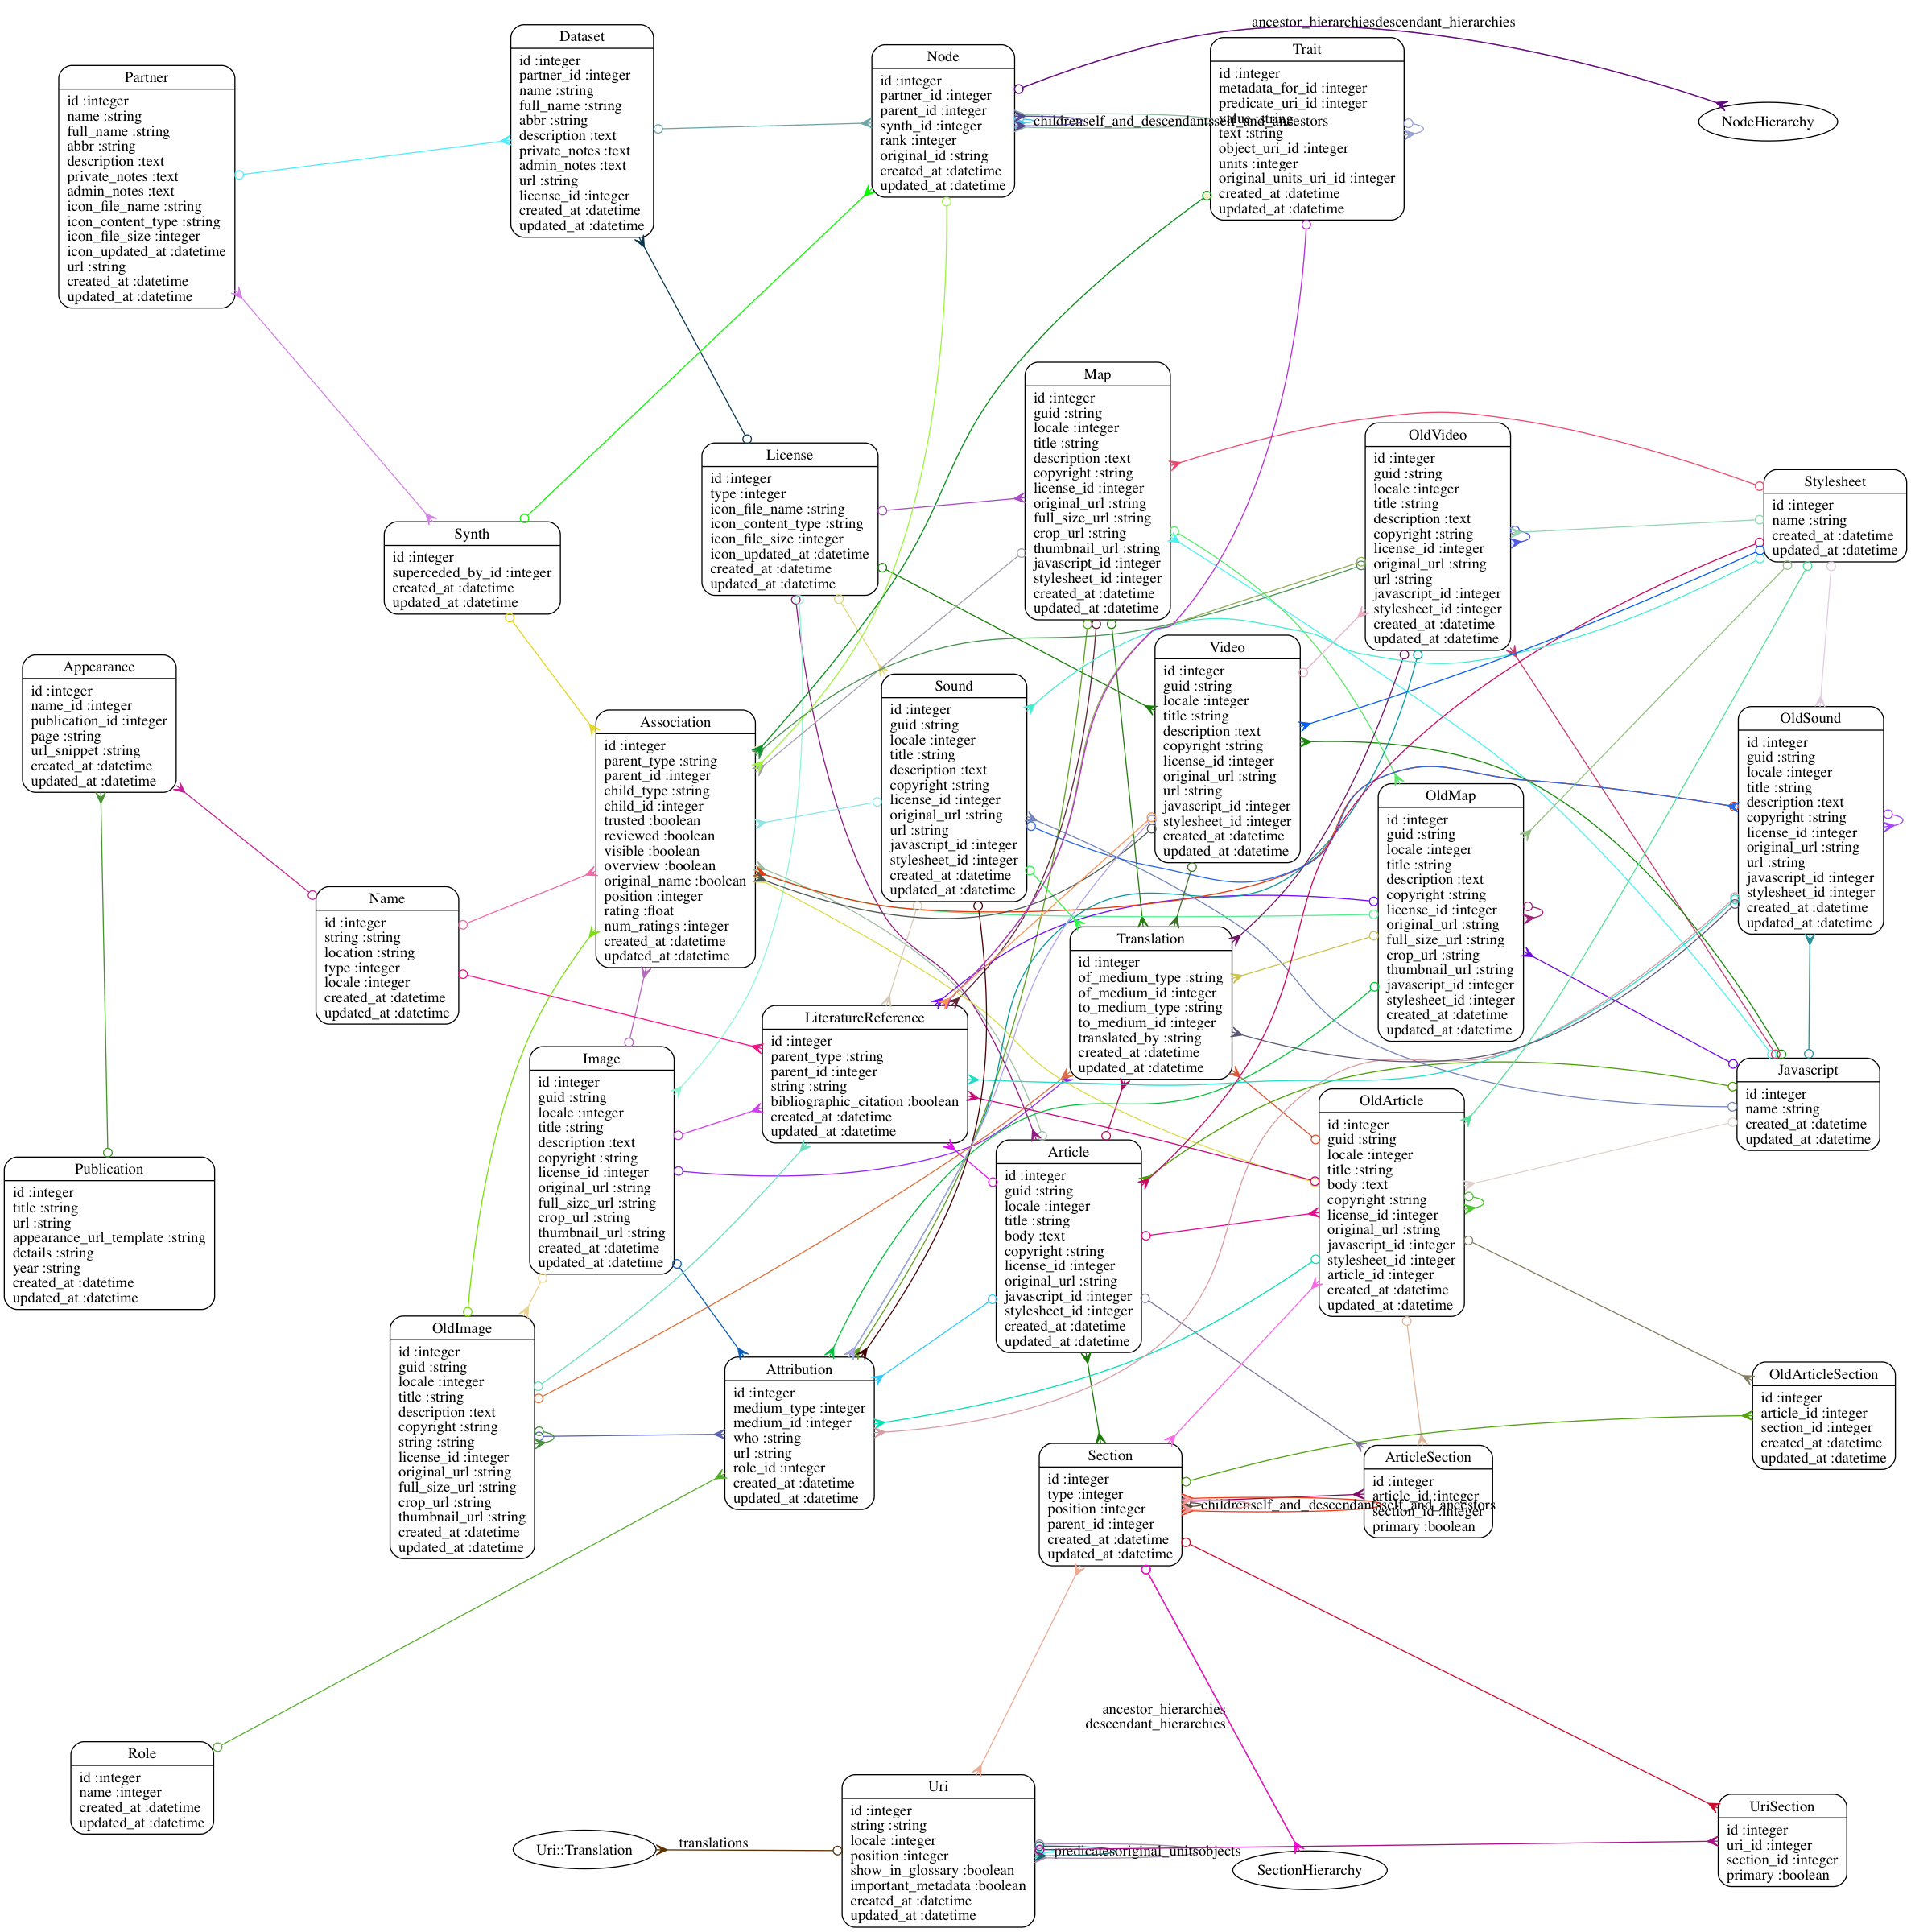 ancestor_hierarchiesdescendant_hierarchies
Partner
id :integer
name :string
full_name :string
abbr :string
description :text
private_notes :text
admin_notes :text
icon_file_name :string
icon_content_type :string
icon_file_size :integer
icon_updated_at :datetime
url :string
created_at :datetime
updated_at :datetime
Dataset
id :integer
partner_id :integer
name :string
full_name :string
abbr :string
description :text
private_notes :text
admin_notes :text
url :string
license_id :integer
created_at :datetime
updated_at :datetime
Node
id :integer
partner_id :integer
parent_id :integer
synth_id :integer
rank :integer
original_id :string
created_at :datetime
updated_at :datetime
childrenself_and_descendantsself_and_ancestors
Trait
id :integer
metadata_for_id :integer
predicate_uri_id :integer
value :string
text :string
object_uri_id :integer
units :integer
original_units_uri_id :integer
created_at :datetime
updated_at :datetime
NodeHierarchy
Map
id :integer
guid :string
locale :integer
title :string
description :text
copyright :string
license_id :integer
original_url :string
full_size_url :string
crop_url :string
thumbnail_url :string
javascript_id :integer
stylesheet_id :integer
created_at :datetime
updated_at :datetime
OldVideo
id :integer
guid :string
locale :integer
title :string
description :text
copyright :string
license_id :integer
original_url :string
url :string
javascript_id :integer
stylesheet_id :integer
created_at :datetime
updated_at :datetime
Stylesheet
id :integer
name :string
created_at :datetime
updated_at :datetime
License
id :integer
type :integer
icon_file_name :string
icon_content_type :string
icon_file_size :integer
icon_updated_at :datetime
created_at :datetime
updated_at :datetime
Synth
id :integer
superceded_by_id :integer
created_at :datetime
updated_at :datetime
Appearance
id :integer
name_id :integer
publication_id :integer
page :string
url_snippet :string
created_at :datetime
updated_at :datetime
Association
id :integer
parent_type :string
parent_id :integer
child_type :string
child_id :integer
trusted :boolean
reviewed :boolean
visible :boolean
overview :boolean
original_name :boolean
position :integer
rating :float
num_ratings :integer
created_at :datetime
updated_at :datetime
Sound
id :integer
guid :string
locale :integer
title :string
description :text
copyright :string
license_id :integer
original_url :string
url :string
javascript_id :integer
stylesheet_id :integer
created_at :datetime
updated_at :datetime
Video
id :integer
guid :string
locale :integer
title :string
description :text
copyright :string
license_id :integer
original_url :string
url :string
javascript_id :integer
stylesheet_id :integer
created_at :datetime
updated_at :datetime
OldSound
id :integer
guid :string
locale :integer
title :string
description :text
copyright :string
license_id :integer
original_url :string
url :string
javascript_id :integer
stylesheet_id :integer
created_at :datetime
updated_at :datetime
OldMap
id :integer
guid :string
locale :integer
title :string
description :text
copyright :string
license_id :integer
original_url :string
full_size_url :string
crop_url :string
thumbnail_url :string
javascript_id :integer
stylesheet_id :integer
created_at :datetime
updated_at :datetime
Name
id :integer
string :string
location :string
type :integer
locale :integer
created_at :datetime
updated_at :datetime
Translation
id :integer
of_medium_type :string
of_medium_id :integer
to_medium_type :string
to_medium_id :integer
translated_by :string
created_at :datetime
updated_at :datetime
LiteratureReference
id :integer
parent_type :string
parent_id :integer
string :string
bibliographic_citation :boolean
created_at :datetime
updated_at :datetime
Image
id :integer
guid :string
locale :integer
title :string
description :text
copyright :string
license_id :integer
original_url :string
full_size_url :string
crop_url :string
thumbnail_url :string
created_at :datetime
updated_at :datetime
Javascript
id :integer
name :string
created_at :datetime
updated_at :datetime
OldArticle
id :integer
guid :string
locale :integer
title :string
body :text
copyright :string
license_id :integer
original_url :string
javascript_id :integer
stylesheet_id :integer
article_id :integer
created_at :datetime
updated_at :datetime
Article
id :integer
guid :string
locale :integer
title :string
body :text
copyright :string
license_id :integer
original_url :string
javascript_id :integer
stylesheet_id :integer
created_at :datetime
updated_at :datetime
Publication
id :integer
title :string
url :string
appearance_url_template :string
details :string
year :string
created_at :datetime
updated_at :datetime
OldImage
id :integer
guid :string
locale :integer
title :string
description :text
copyright :string
string :string
license_id :integer
original_url :string
full_size_url :string
crop_url :string
thumbnail_url :string
created_at :datetime
updated_at :datetime
Attribution
id :integer
medium_type :integer
medium_id :integer
who :string
url :string
role_id :integer
created_at :datetime
updated_at :datetime
OldArticleSection
id :integer
article_id :integer
section_id :integer
created_at :datetime
updated_at :datetime
Section
id :integer
type :integer
position :integer
parent_id :integer
created_at :datetime
updated_at :datetime
childrenself_and_descendantsself_and_ancestors
ArticleSection
id :integer
article_id :integer
section_id :integer
primary :boolean
ancestor_hierarchies
descendant_hierarchies
Role
id :integer
name :integer
created_at :datetime
updated_at :datetime
Uri::Translation
translations
Uri
id :integer
string :string
locale :integer
position :integer
show_in_glossary :boolean
important_metadata :boolean
created_at :datetime
updated_at :datetime
predicatesoriginal_unitsobjects
SectionHierarchy
UriSection
id :integer
uri_id :integer
section_id :integer
primary :boolean